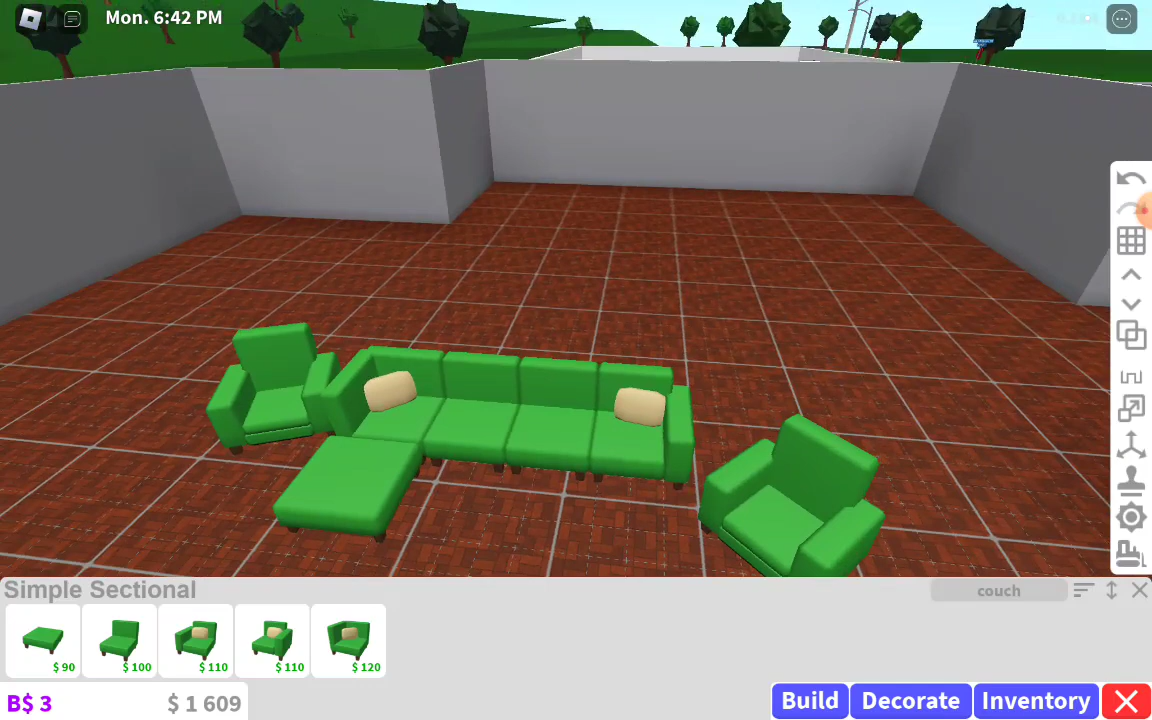 Mon. 6:42 PM
Simple Sectional
couch
$ 90
$ 100
$ 110
$ 110
$ 120
B$ 3
$ 1 609
Build
Decorate
Inventory